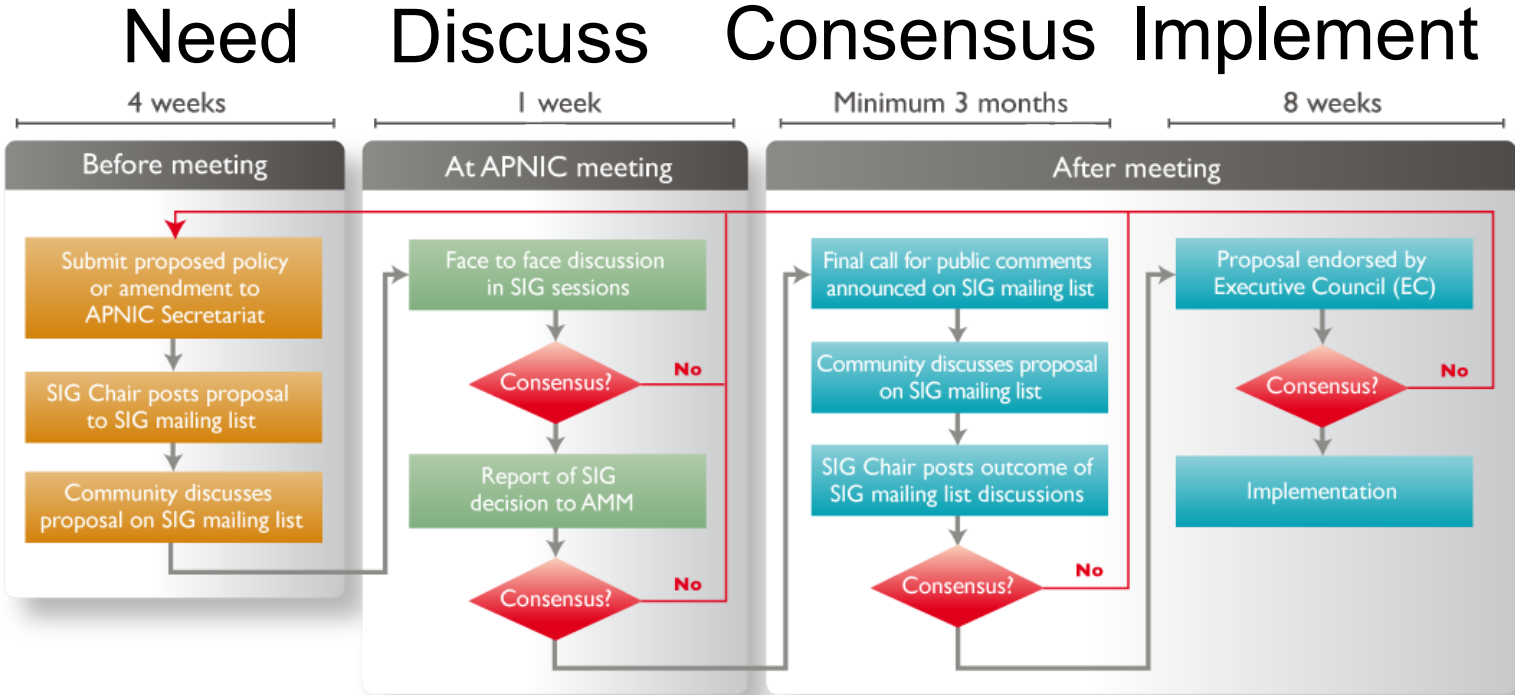 Need
Discuss
Consensus
Implement
4 weeks
1 week
Minimum 3 months
8 weeks
Before meeting
At APNIC meeting
After meeting
Submit proposed policy
or amendment to
APNIC Secretariat
SIG Chair posts proposal
to SIG mailing list
Community discusses
proposal on SIG mailing list
Face to face discussion
in SIG sessions
Consensus?
No
Report of SIG
decision to AMM
Consensus?
No
Final call for public comments
announced on SIG mailing list
Community discusses proposal
on SIG mailing list
SIG Chair posts outcome of
SIG mailing list discussions
Consensus?
No
Proposal endorsed by
Executive Council (EC)
Consensus?
No
Implementation